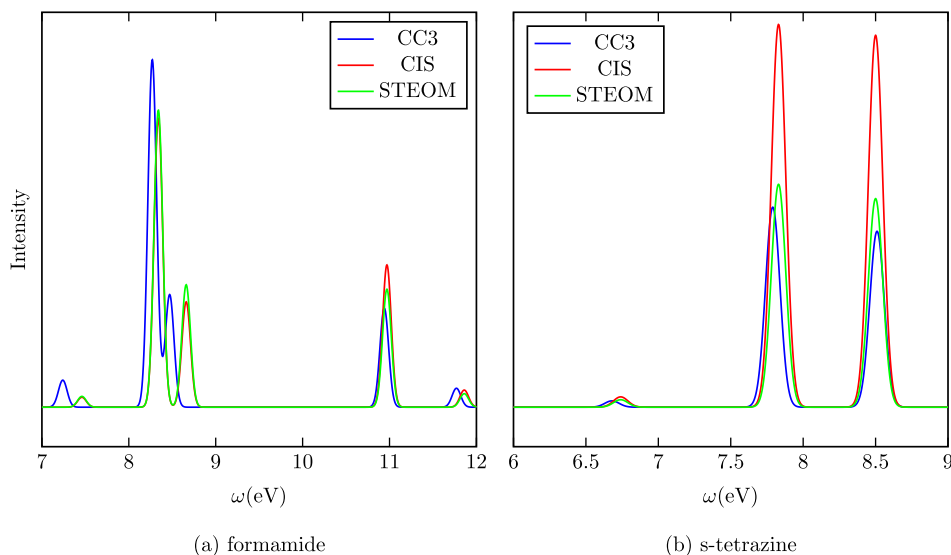 CC3
CIS
STEOM
Intensity
7 8 9 10 11 12
ω(eV)
(a) formamide
CC3
CIS
STEOM
6 6.5 7 7.5 8 8.5 9
ω(eV)
(b) s-tetrazine